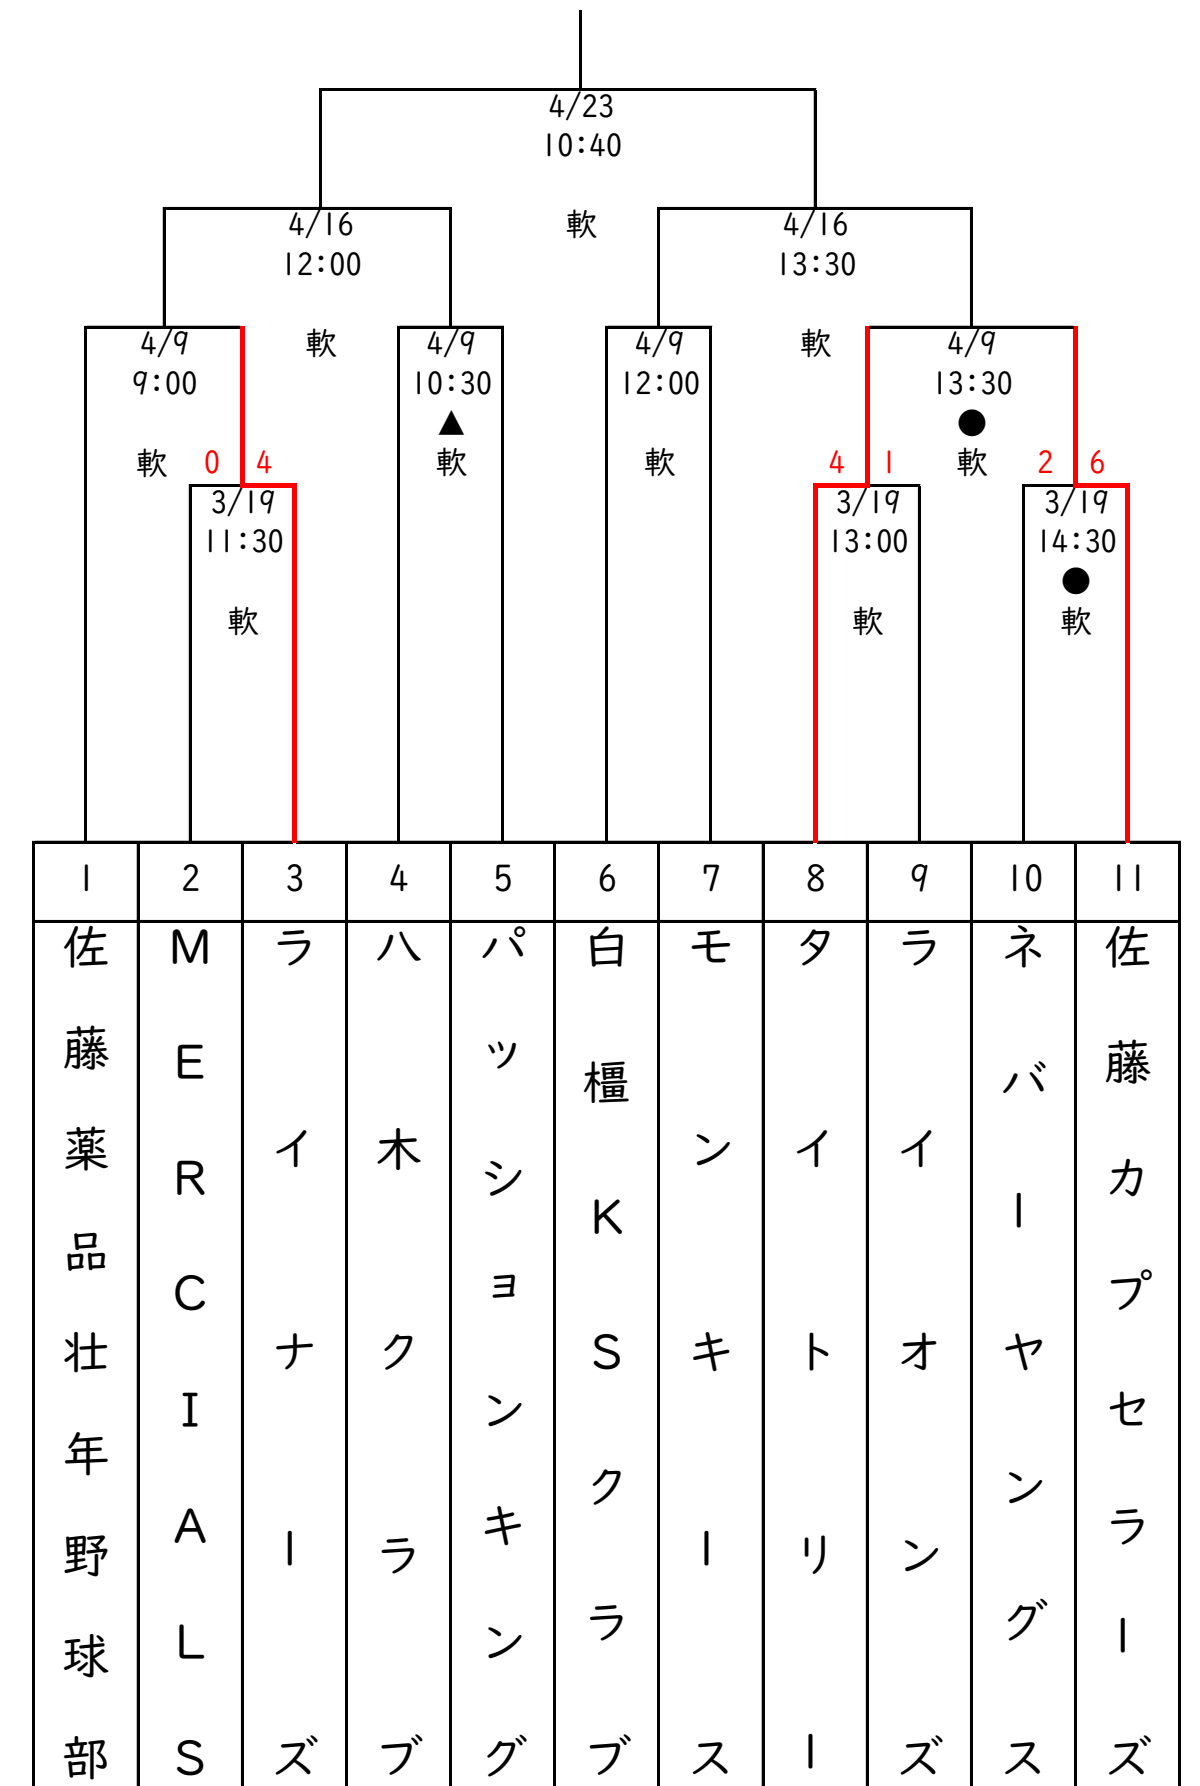 4/23
10:40
軟
4/16
12:00
軟
4/16
13:30
軟
4/9
9:00
軟
4/9
10:30
▲
軟
4/9
12:00
軟
4/9
13:30
●
軟
0 4
3/19
11:30
軟
4 1
3/19
13:00
軟
2 6
3/19
14:30
●
軟
1 2 3 4 5 6 7 8 9 10 11
佐藤薬品壮年野球部
MERCIALS
ライナーズ
八木クラブ
パッションキング
白橿KSクラブ
モンキース
タイトリー
ライオンズ
ネバーヤングス
佐藤カプセラーズ